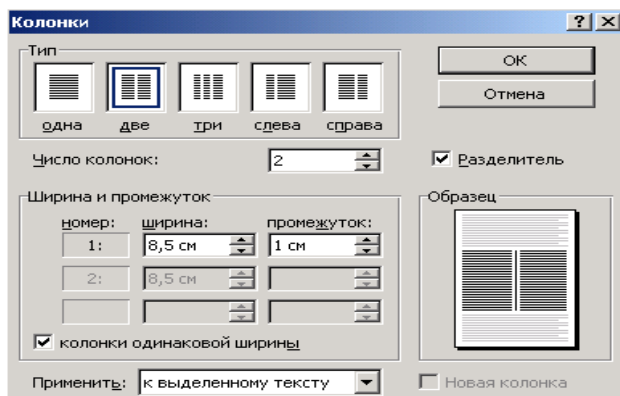 Колонки
Тип
одна две три слева справа
ОК
Отмена
Число колонок: 2
Разделитель
Ширина и промежуток
номер: ширина: промежуток:
1: 8,5 см 1 см
2: 8,5 см
колонки одинаковой ширины
Образец
Применить: к выделенному тексту
Новая колонка